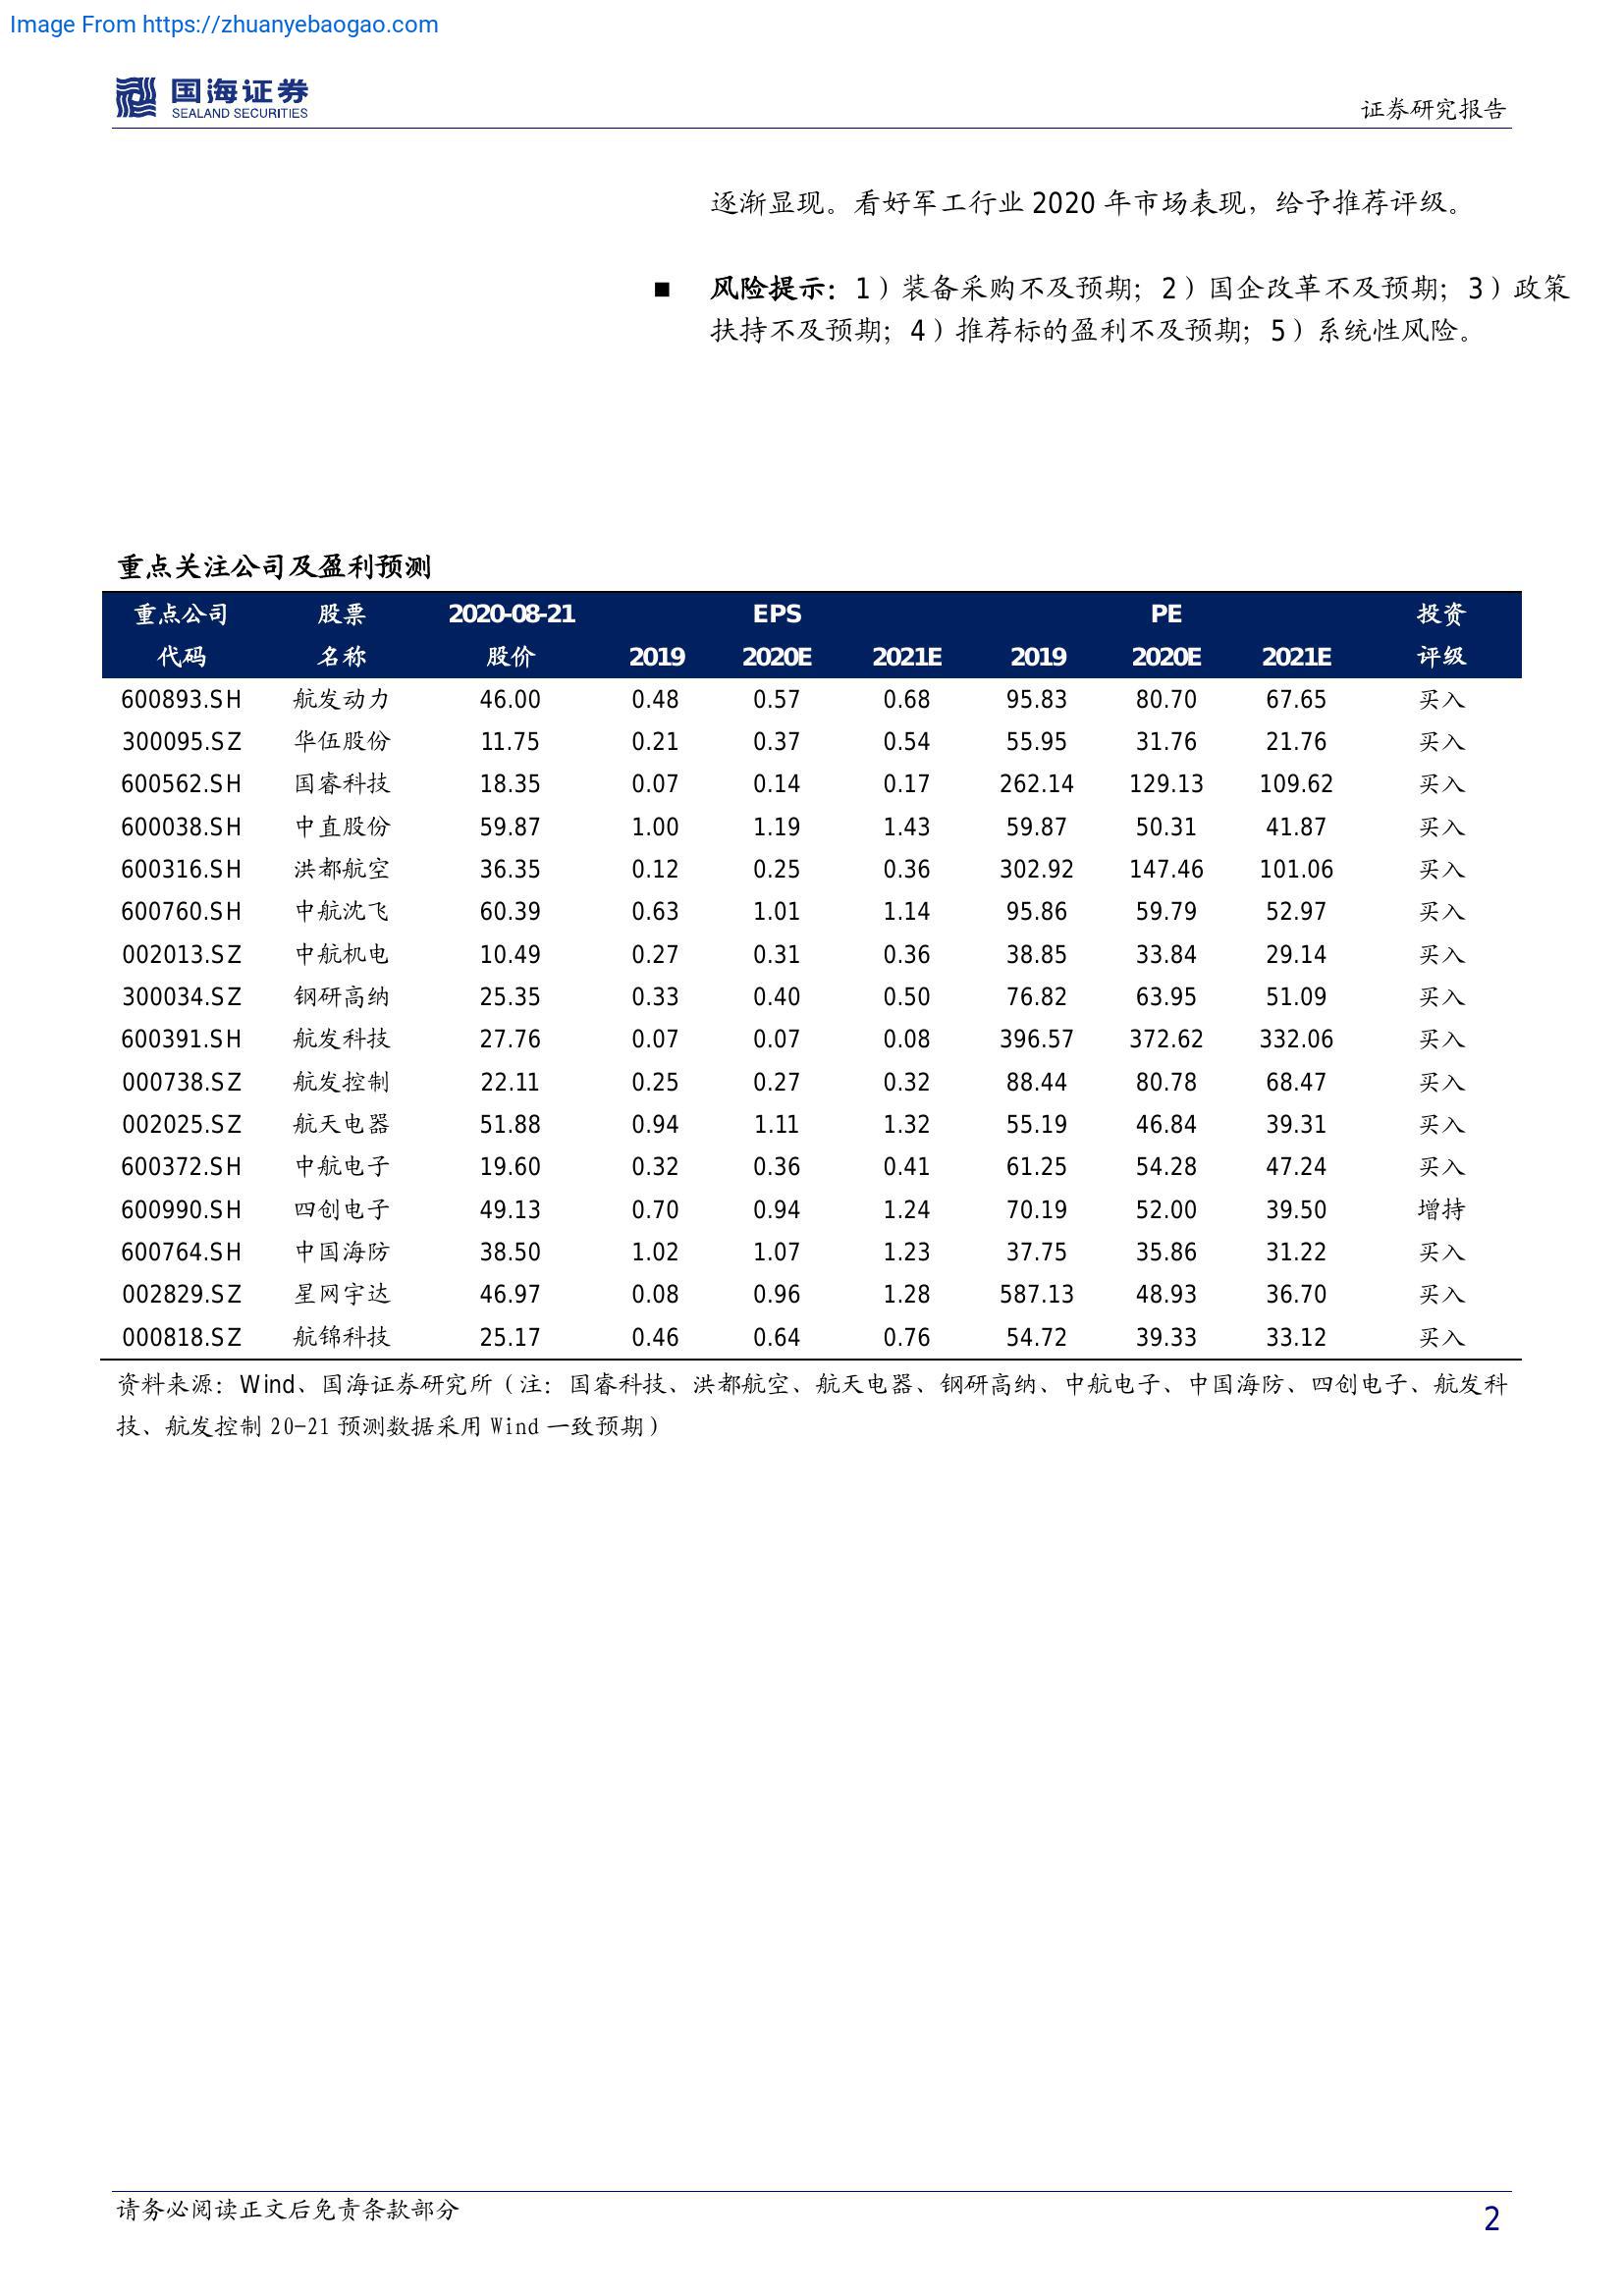 Image From https://zhuanyebaogao.com
国海证券
SEALAND SECURITIES
证券研究报告
逐渐显现。看好军工行业 2020 年市场表现，给予推荐评级。
■ 风险提示：1）装备采购不及预期；2）国企改革不及预期；3）政策
扶持不及预期；4）推荐标的盈利不及预期；5）系统性风险。
重点关注公司及盈利预测
重点公司 股票 2020-08-21 EPS PE 投资
代码 名称 股价 2019 2020E 2021E 2019 2020E 2021E 评级
600893.SH 航发动力 46.00 0.48 0.57 0.68 95.83 80.70 67.65 买入
300095.SZ 华伍股份 11.75 0.21 0.37 0.54 55.95 31.76 21.76 买入
600562.SH 国睿科技 18.35 0.07 0.14 0.17 262.14 129.13 109.62 买入
600038.SH 中直股份 59.87 1.00 1.19 1.43 59.87 50.31 41.87 买入
600316.SH 洪都航空 36.35 0.12 0.25 0.36 302.92 147.46 101.06 买入
600760.SH 中航沈飞 60.39 0.63 1.01 1.14 95.86 59.79 52.97 买入
002013.SZ 中航机电 10.49 0.27 0.31 0.36 38.85 33.84 29.14 买入
300034.SZ 钢研高纳 25.35 0.33 0.40 0.50 76.82 63.95 51.09 买入
600391.SH 航发科技 27.76 0.07 0.07 0.08 396.57 372.62 332.06 买入
000738.SZ 航发控制 22.11 0.25 0.27 0.32 88.44 80.78 68.47 买入
002025.SZ 航天电器 51.88 0.94 1.11 1.32 55.19 46.84 39.31 买入
600372.SH 中航电子 19.60 0.32 0.36 0.41 61.25 54.28 47.24 买入
600990.SH 四创电子 49.13 0.70 0.94 1.24 70.19 52.00 39.50 增持
600764.SH 中国海防 38.50 1.02 1.07 1.23 37.75 35.86 31.22 买入
002829.SZ 星网宇达 46.97 0.08 0.96 1.28 587.13 48.93 36.70 买入
000818.SZ 航锦科技 25.17 0.46 0.64 0.76 54.72 39.33 33.12 买入
资料来源：Wind、国海证券研究所（注：国睿科技、洪都航空、航天电器、钢研高纳、中航电子、中国海防、四创电子、航发科
技、航发控制 20-21 预测数据采用 Wind 一致预期）
请务必阅读正文后免责条款部分
2